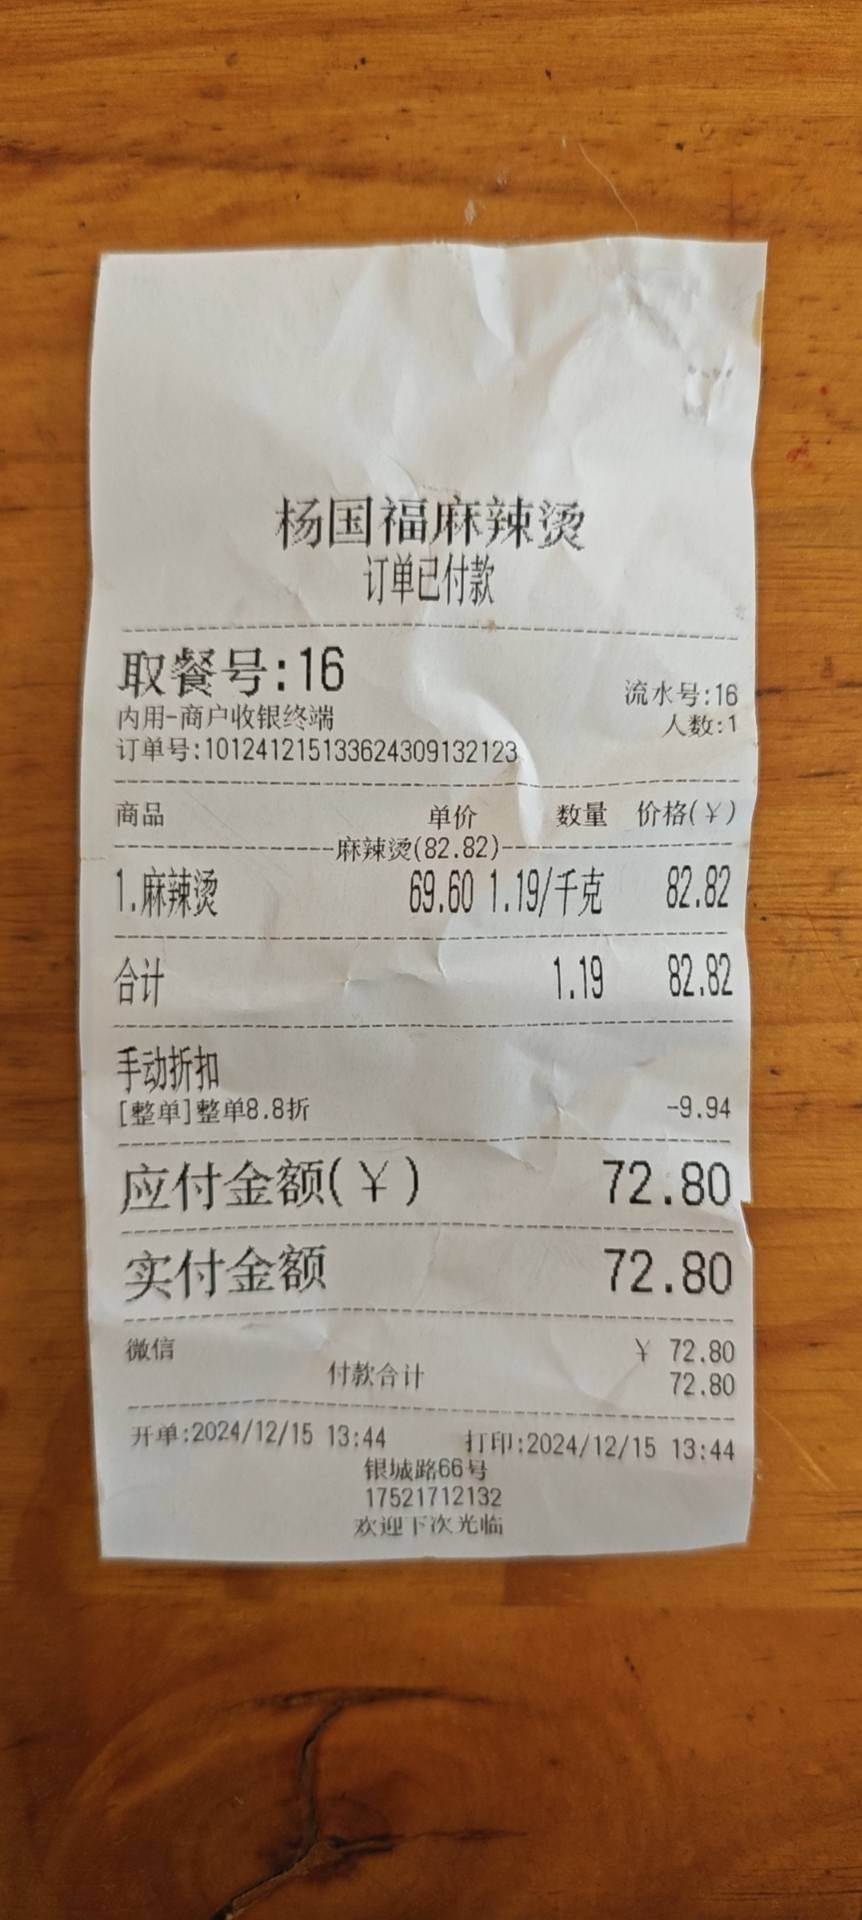 杨国福麻辣烫
订单已付款
取餐号:16
流水号:16
内用-商户收银终端
人数:1
订单号:101241215133624309132123
商品 单价 数量 价格(￥)
麻辣烫(82.82)
1.麻辣烫 69.60 1.19/千克 82.82
合计 1.19 82.82
手动折扣
[整单]整单8.8折 -9.94
应付金额(￥) 72.80
实付金额 72.80
微信 ￥ 72.80
付款合计 72.80
开单:2024/12/15 13:44 打印:2024/12/15 13:44
银城路66号
17521712132
欢迎下次光临